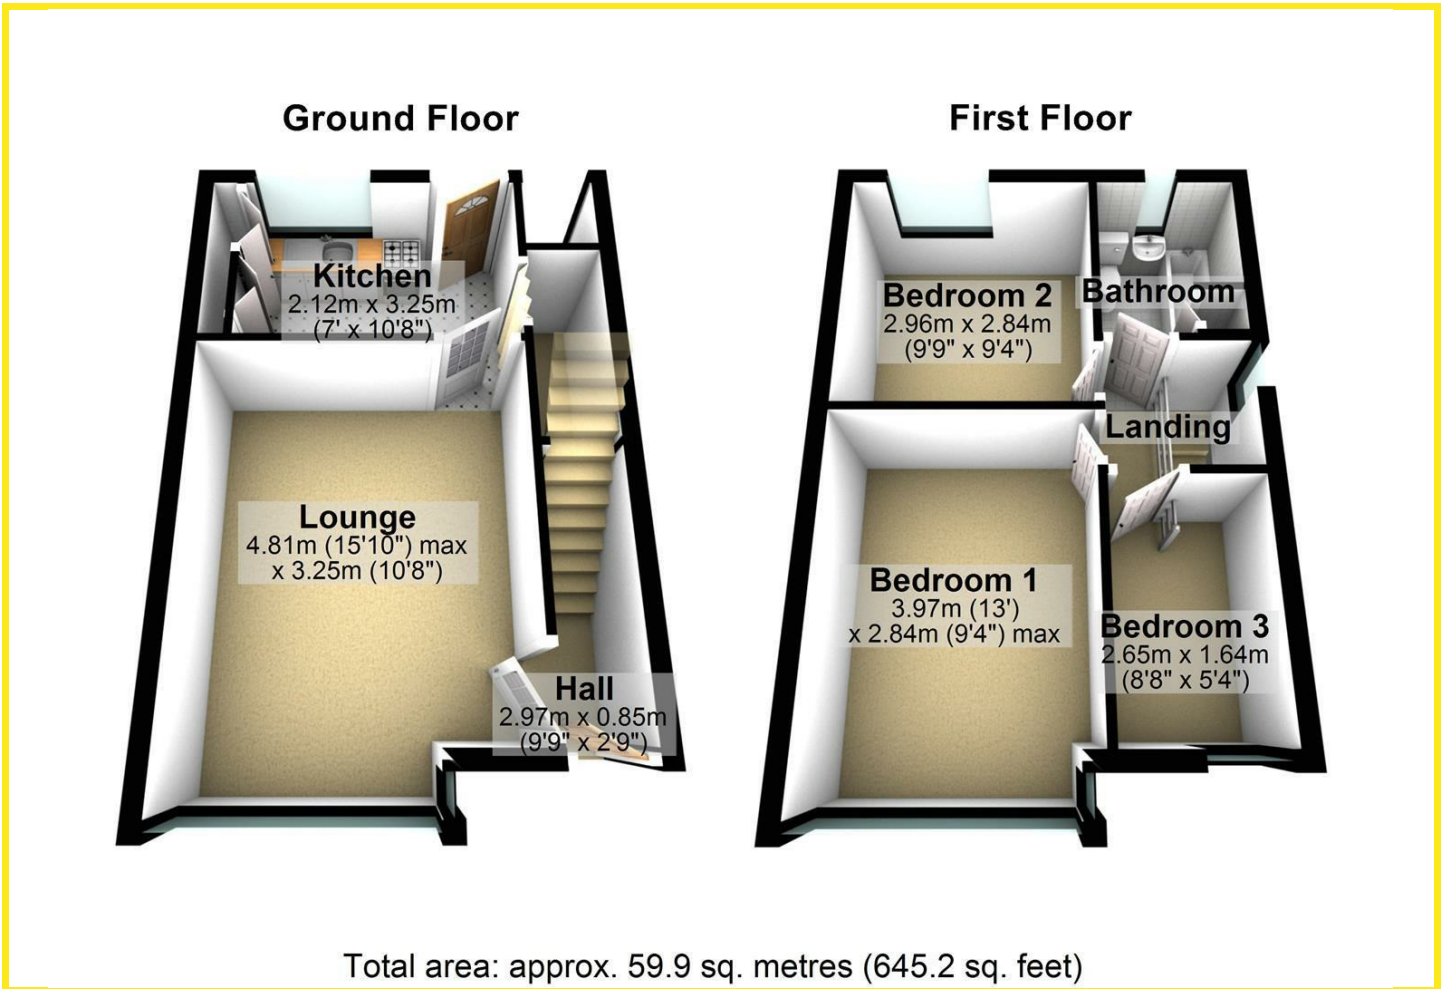 Ground Floor
Kitchen
2.12m x 3.25m
(7' x 10'8")
Lounge
4.81m (15'10") max
x 3.25m (10'8")
Hall
2.97m x 0.85m
(9'9" x 2'9")
First Floor
Bedroom 2
2.96m x 2.84m
(9'9" x 9'4")
Bathroom
Landing
Bedroom 1
3.97m (13')
x 2.84m (9'4") max
Bedroom 3
2.65m x 1.64m
(8'8" x 5'4")
Total area: approx. 59.9 sq. metres (645.2 sq. feet)